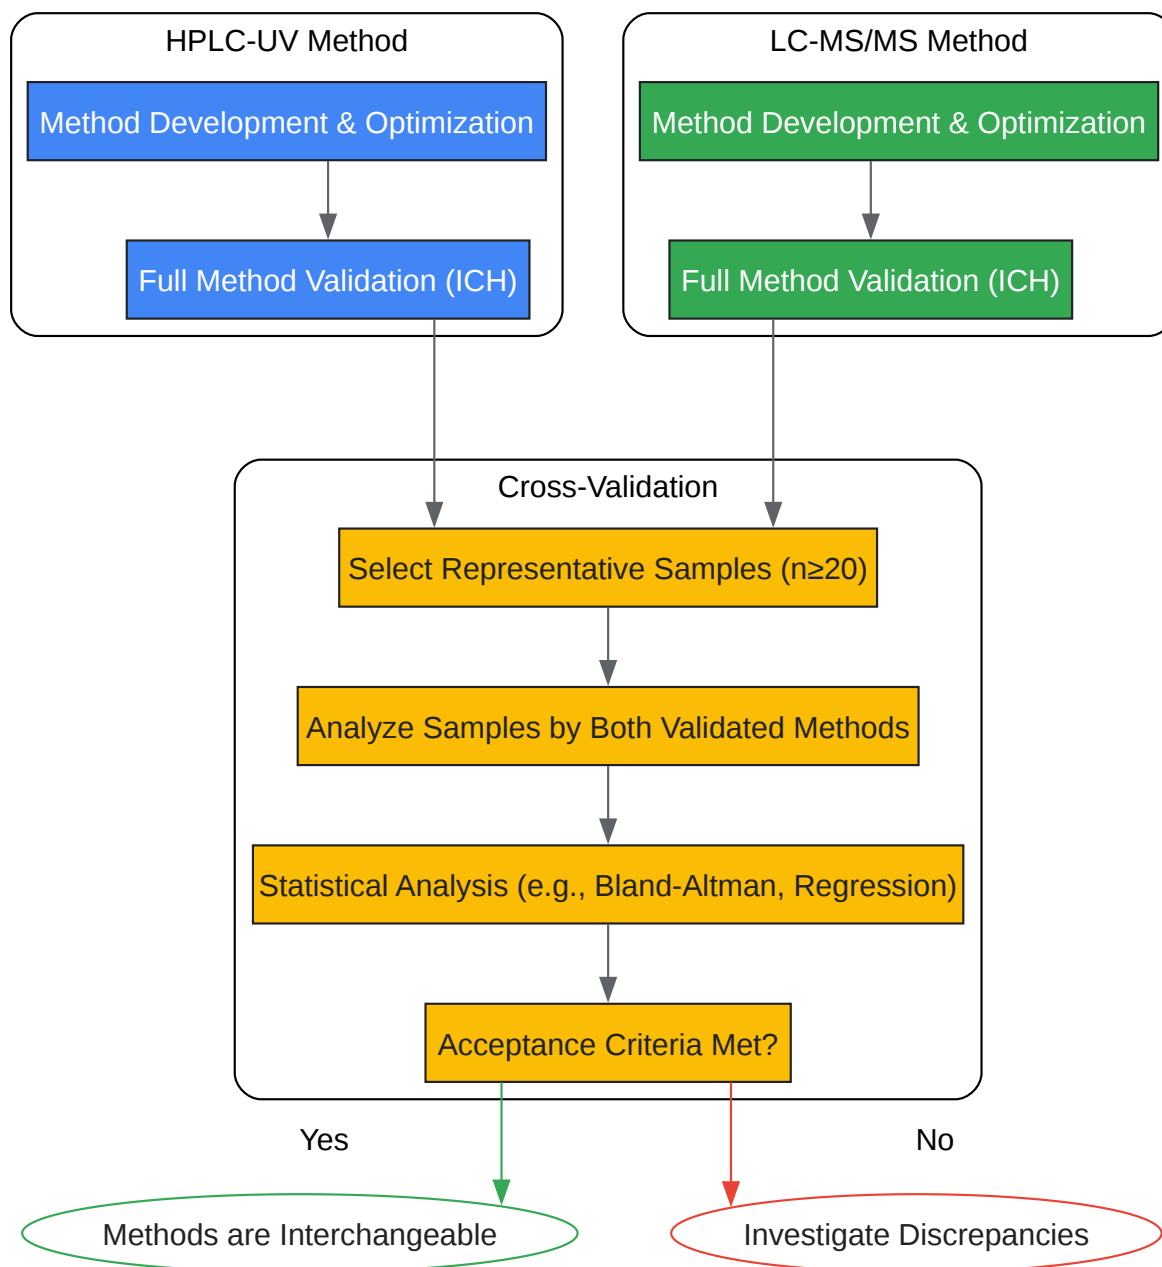 HPLC-UV Method
Method Development & Optimization
Full Method Validation (ICH)
LC-MS/MS Method
Method Development & Optimization
Full Method Validation (ICH)
Cross-Validation
Select Representative Samples (n≥20)
Analyze Samples by Both Validated Methods
Statistical Analysis (e.g., Bland-Altman, Regression)
Acceptance Criteria Met?
Yes
No
Methods are Interchangeable
Investigate Discrepancies